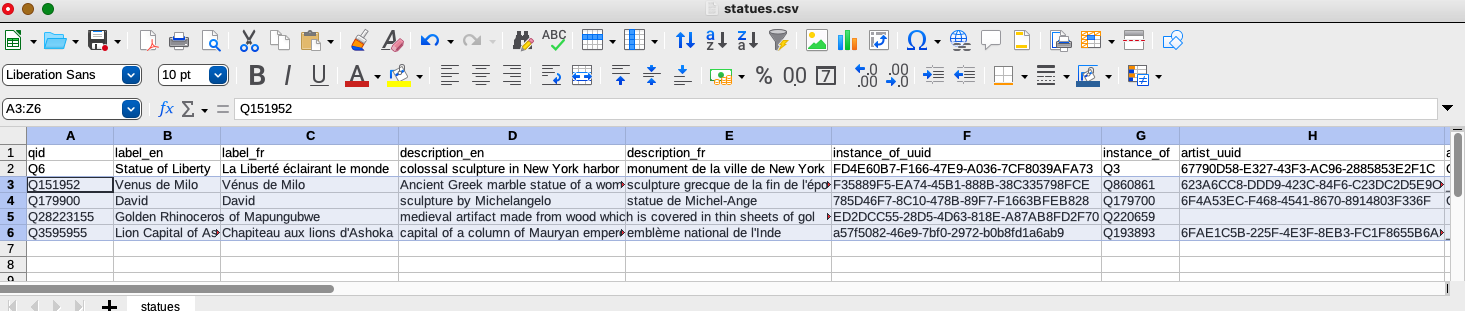 statues.csv
ABC
Liberation Sans 10 pt B I U A % 00 7 .00 .00
A3:Z6 fx Σ = Q151952
A B C D E F G H
1 qid label_en label_fr description_en description_fr instance_of_uuid instance_of artist_uuid
2 Q6 Statue of Liberty La Liberté éclairant le monde colossal sculpture in New York harbor monument de la ville de New York FD4E60B7-F166-47E9-A036-7CF8039AFA73 Q3 67790D58-E327-43F3-AC96-2885853E2F1C
3 Q151952 Venus de Milo Vénus de Milo Ancient Greek marble statue of a wom sculpture grecque de la fin de l'épo F35889F5-EA74-45B1-888B-38C335798FCE Q860861 623A6CC8-DDD9-423C-84F6-C23DC2D5E9
4 Q179900 David David sculpture by Michelangelo statue de Michel-Ange 785D46F7-8C10-478B-89F7-F1663BFEB828 Q179700 6F4A53EC-F468-4541-8670-8914803F336F
5 Q28223155 Golden Rhinoceros of Mapungubwe medieval artifact made from wood which is covered in thin sheets of gol ED2DCC55-28D5-4D63-818E-A87AB8FD2F70 Q220659
6 Q3595955 Lion Capital of As Chapiteau aux lions d'Ashoka capital of a column of Mauryan emper emblème national de l'Inde a57f5082-46e9-7bf0-2972-b0b8fd1a6ab9 Q193893 6FAE1C5B-225F-4E3F-8EB3-FC1F8655B6A
7
8
9
statues